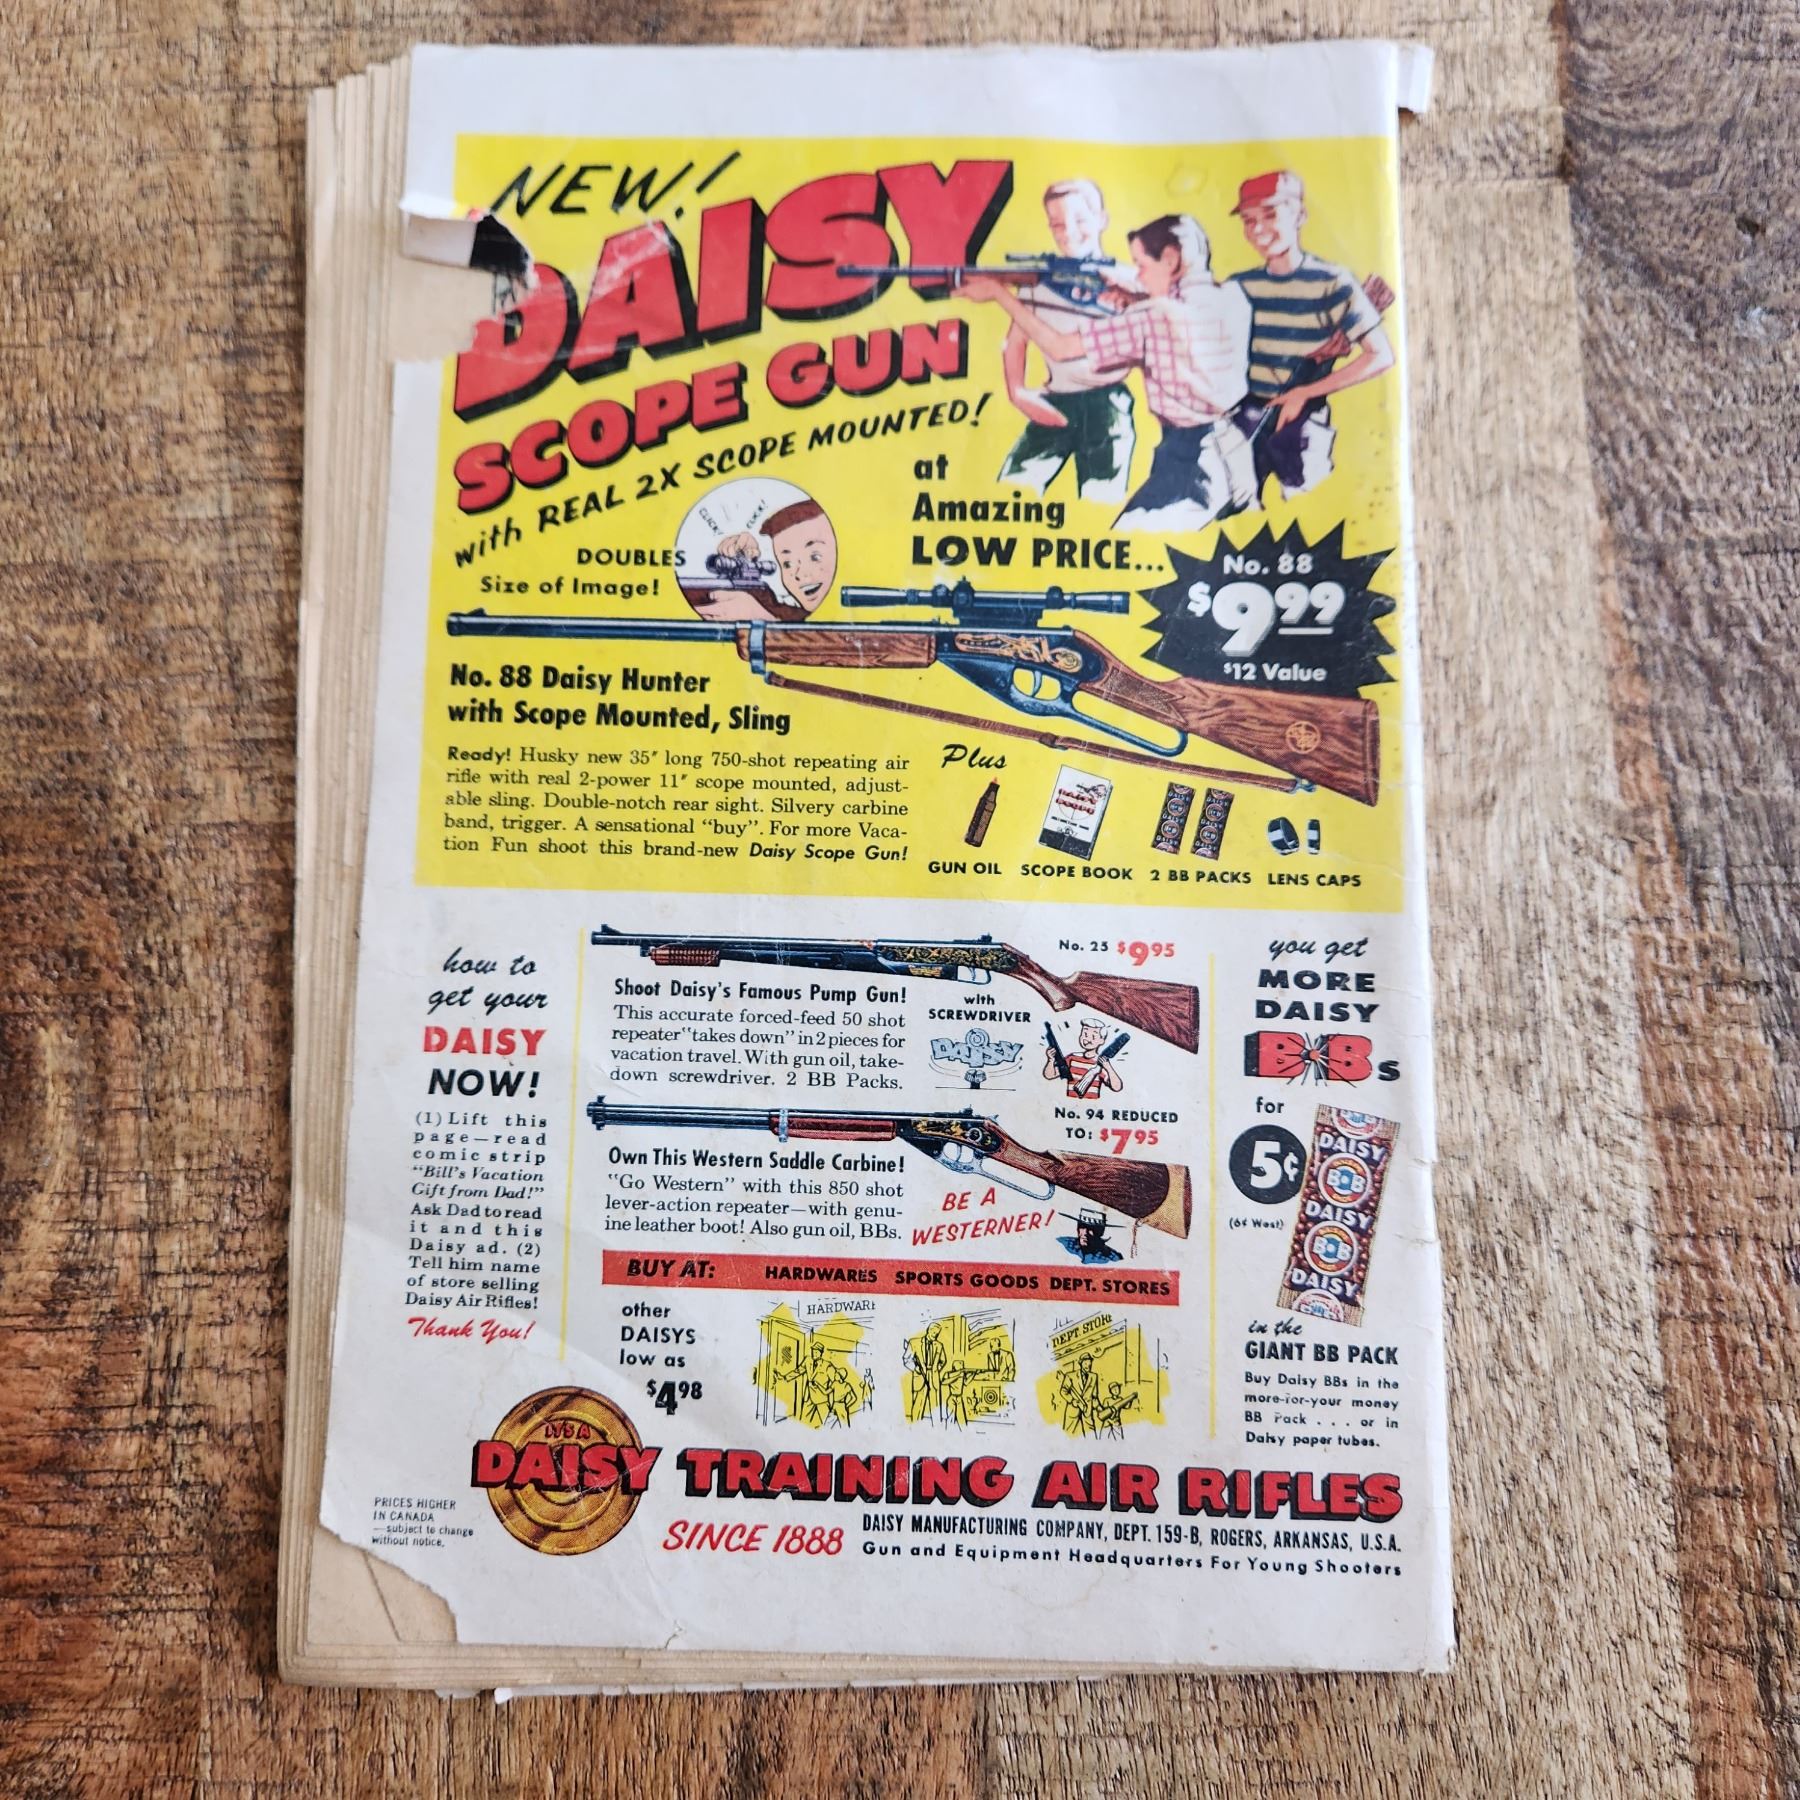 NEW!
DAISY
SCOPE GUN
with REAL 2X SCOPE MOUNTED!
at
Amazing
LOW PRICE...
DOUBLES
Size of Image!
CLICK!
CLICK!
No. 88
$9.99
$12 Value
No. 88 Daisy Hunter
with Scope Mounted, Sling
Ready! Husky new 35″ long 750-shot repeating air
rifle with real 2-power 11″ scope mounted, adjust-
able sling. Double-notch rear sight. Silvery carbine
band, trigger. A sensational “buy”. For more Vaca-
tion Fun shoot this brand-new Daisy Scope Gun!
Plus
GUN OIL SCOPE BOOK 2 BB PACKS LENS CAPS
how to
get your
DAISY
NOW!
(1) Lift this
page—read
comic strip
“Bill's Vacation
Gift from Dad!”
Ask Dad to read
it and this
Daisy ad. (2)
Tell him name
of store selling
Daisy Air Rifles!
Thank You!
No. 25 $9.95
Shoot Daisy's Famous Pump Gun!
This accurate forced-feed 50 shot
repeater “takes down” in 2 pieces for
vacation travel. With gun oil, take-
down screwdriver. 2 BB Packs.
with
SCREWDRIVER
DAISY
No. 94 REDUCED
TO: $7.95
Own This Western Saddle Carbine!
“Go Western” with this 850 shot
lever-action repeater—with genu-
ine leather boot! Also gun oil, BBs.
BE A
WESTERNER!
BUY AT: HARDWARES SPORTS GOODS DEPT. STORES
other
DAISYS
low as
$4.98
HARDWARE
DEPT. STORE
you get
MORE
DAISY
B•Bs
for
5¢
(6¢ West)
DAISY
B•B
DAISY
B•B
DAISY
in the
GIANT BB PACK
Buy Daisy BBs in the
more-for-your money
BB Pack . . . or in
Daisy paper tubes.
IT'S A
DAISY TRAINING AIR RIFLES
PRICES HIGHER
IN CANADA
—subject to change
without notice.
SINCE 1888
DAISY MANUFACTURING COMPANY, DEPT. 159-B, ROGERS, ARKANSAS, U.S.A.
Gun and Equipment Headquarters For Young Shooters